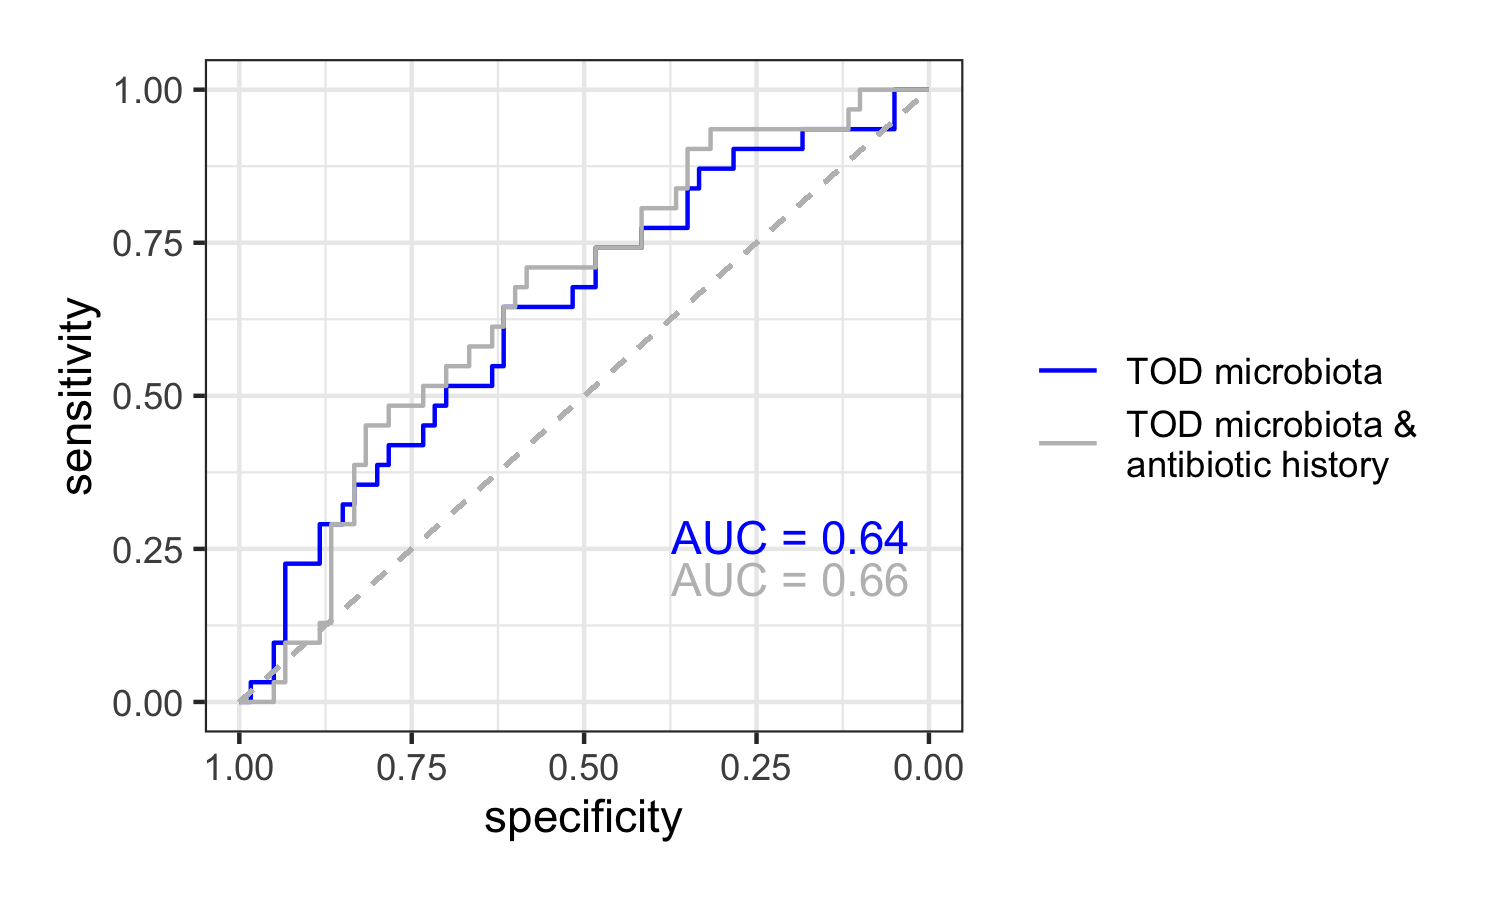 1.00
0.75
0.50
0.25
0.00
sensitivity
1.00 0.75 0.50 0.25 0.00
specificity
AUC = 0.64
AUC = 0.66
TOD microbiota
TOD microbiota &
antibiotic history